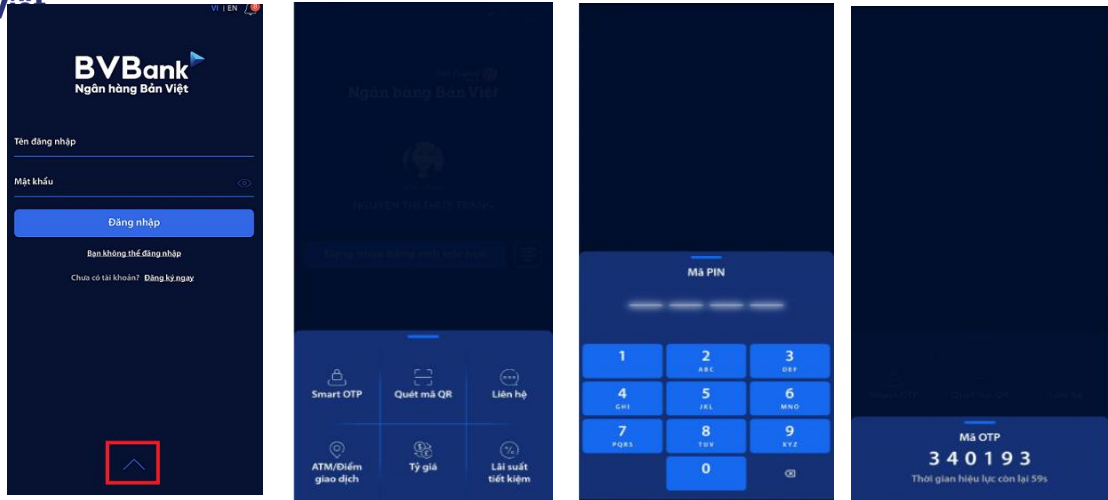 VI | EN
BVBank
Ngân hàng Bản Việt
Tên đăng nhập
Mật khẩu
Đăng nhập
Bạn không thể đăng nhập
Chưa có tài khoản? Đăng ký ngay
Ngân hàng Bản Việt
Smart OTP
Quét mã QR
Liên hệ
ATM/Điểm giao dịch
Tỷ giá
Lãi suất tiết kiệm
Mã PIN
1
2
ABC
3
DEF
4
GHI
5
JKL
6
MNO
7
PQRS
8
TUV
9
XYZ
0
Mã OTP
340193
Thời gian hiệu lực còn lại 59s